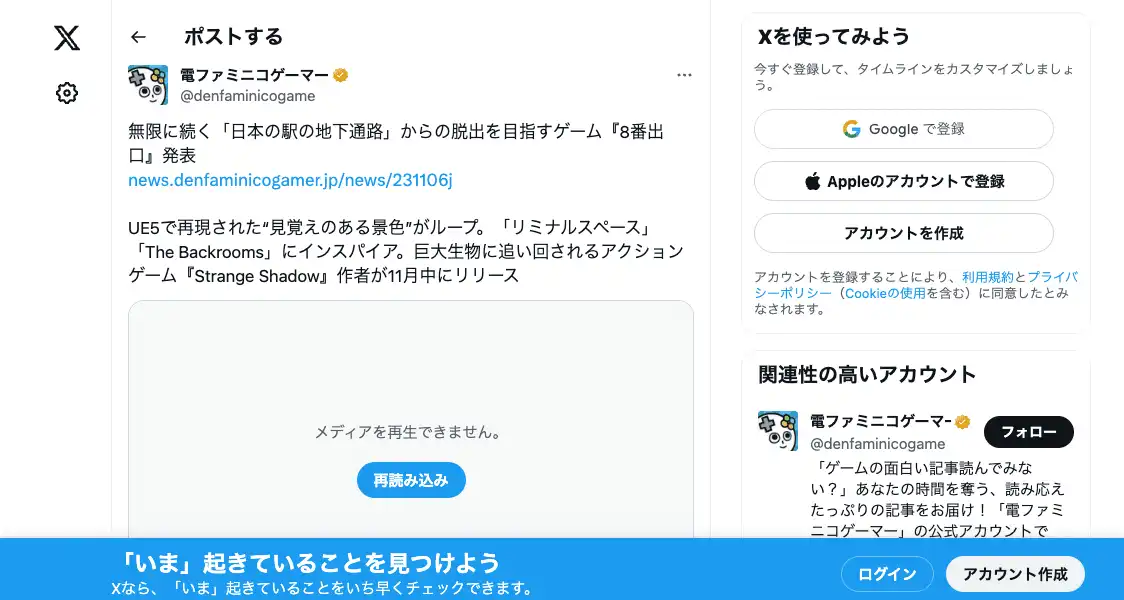 ポストする
電ファミニコゲーマー
@denfaminicogame
無限に続く「日本の駅の地下通路」からの脱出を目指すゲーム『8番出
口』発表
news.denfaminicogamer.jp/news/231106j
UE5で再現された“見覚えのある景色”がループ。「リミナルスペース」
「The Backrooms」にインスパイア。巨大生物に追い回されるアクション
ゲーム『Strange Shadow』作者が11月中にリリース
メディアを再生できません。
再読み込み
Xを使ってみよう
今すぐ登録して、タイムラインをカスタマイズしましょ
う。
Google で登録
Appleのアカウントで登録
アカウントを作成
アカウントを登録することにより、利用規約とプライバ
シーポリシー（Cookieの使用を含む）に同意したとみ
なされます。
関連性の高いアカウント
電ファミニコゲーマー
@denfaminicogame
フォロー
「ゲームの面白い記事読んでみな
い？」あなたの時間を奪う、読み応え
たっぷりの記事をお届け！「電ファミ
ニコゲーマー」の公式アカウントで
「いま」起きていることを見つけよう
Xなら、「いま」起きていることをいち早くチェックできます。
ログイン
アカウント作成